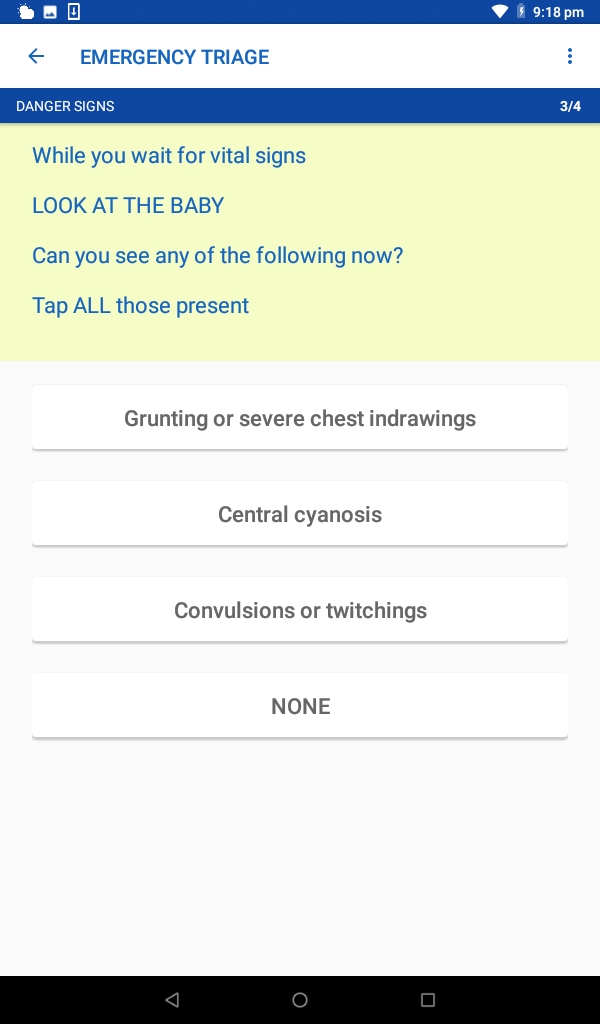 9:18 pm
EMERGENCY TRIAGE
DANGER SIGNS 3/4
While you wait for vital signs
LOOK AT THE BABY
Can you see any of the following now?
Tap ALL those present
Grunting or severe chest indrawings
Central cyanosis
Convulsions or twitchings
NONE